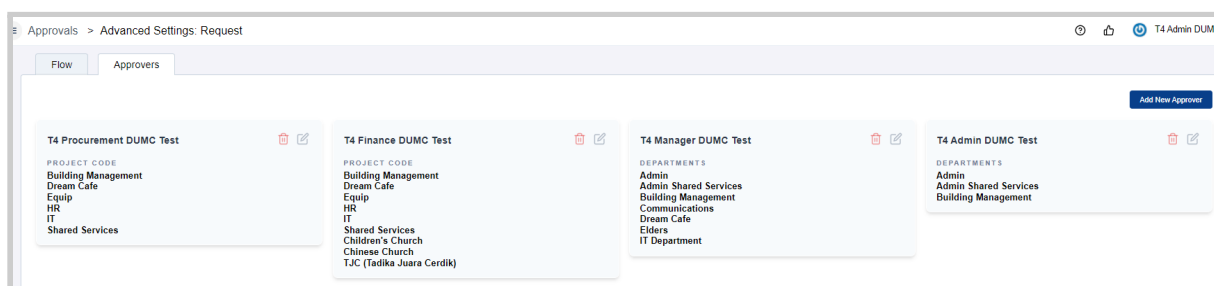 Approvals > Advanced Settings: Request
T4 Admin DUM
Flow
Approvers
Add New Approver
T4 Procurement DUMC Test
PROJECT CODE
Building Management
Dream Cafe
Equip
HR
IT
Shared Services
T4 Finance DUMC Test
PROJECT CODE
Building Management
Dream Cafe
Equip
HR
IT
Shared Services
Children's Church
Chinese Church
TJC (Tadika Juara Cerdik)
T4 Manager DUMC Test
DEPARTMENTS
Admin
Admin Shared Services
Building Management
Communications
Dream Cafe
Elders
IT Department
T4 Admin DUMC Test
DEPARTMENTS
Admin
Admin Shared Services
Building Management